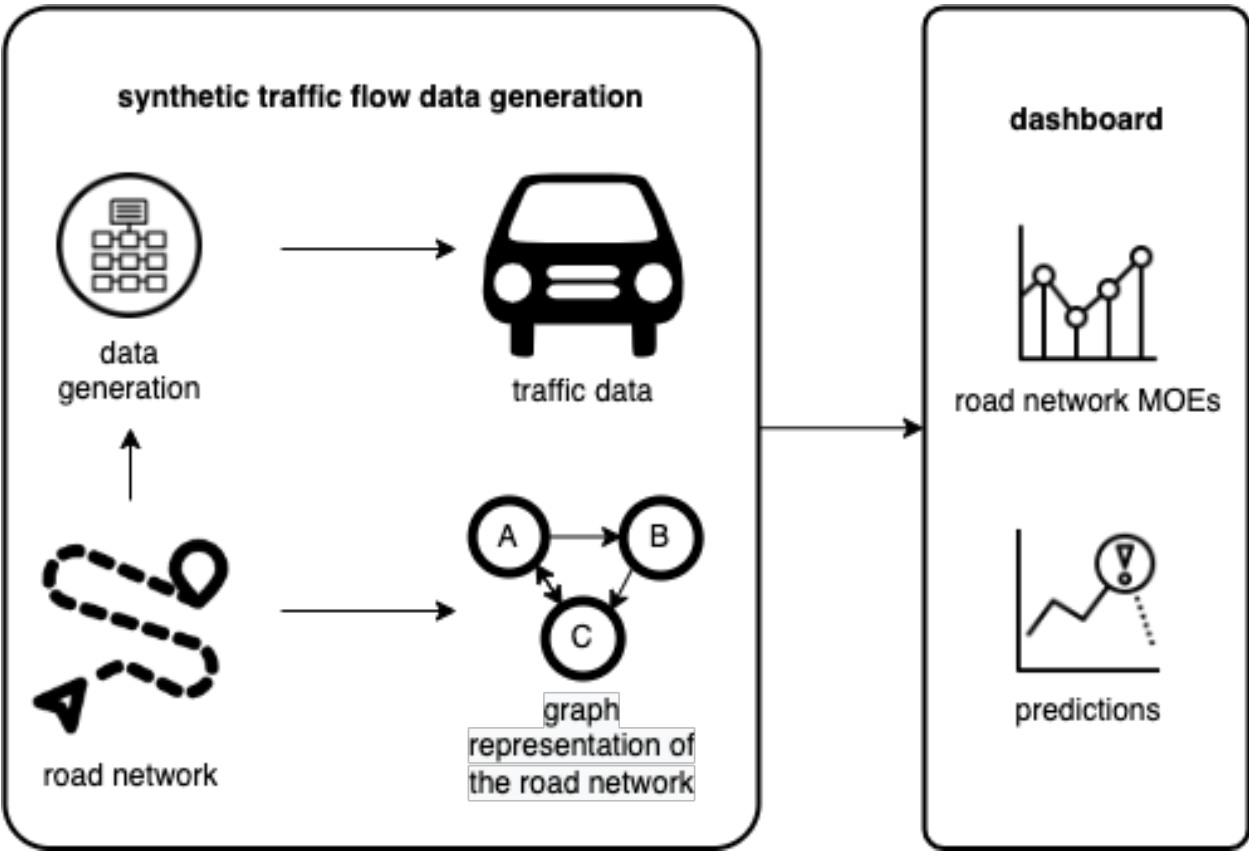 synthetic traffic flow data generation
data
generation
traffic data
road network
A
B
C
graph
representation of
the road network
dashboard
road network MOEs
predictions